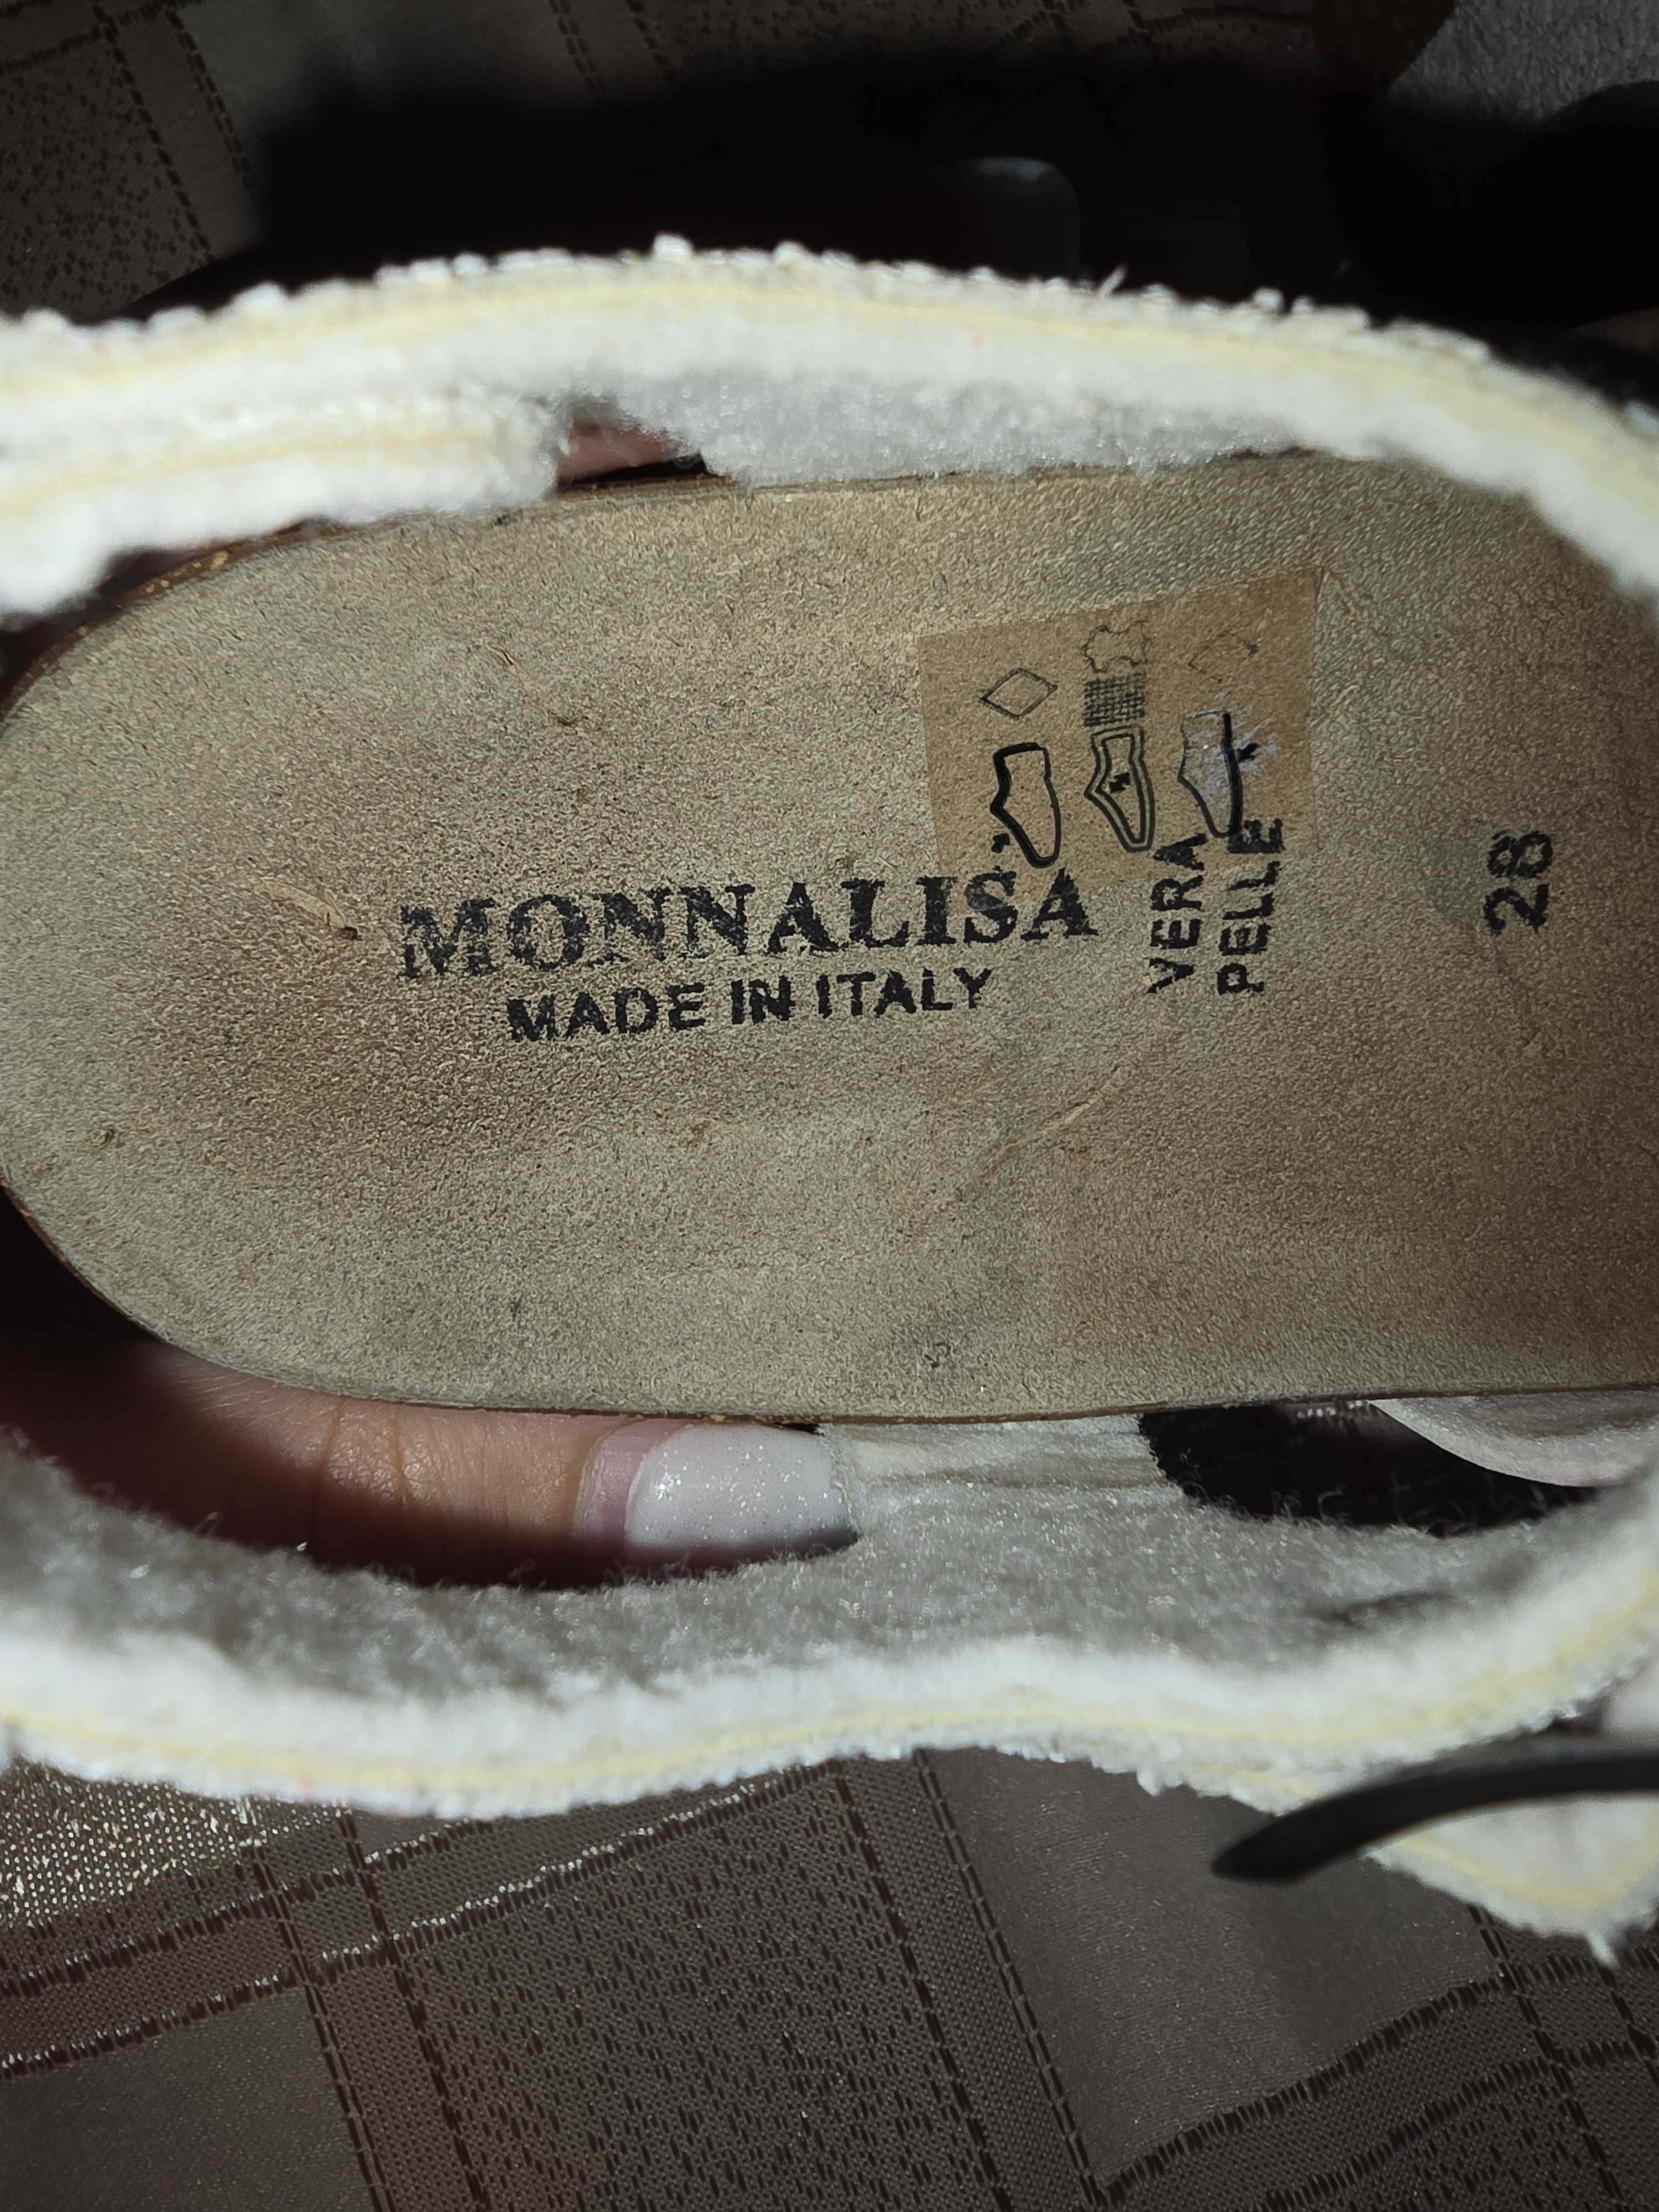 MONNALISA
MADE IN ITALY
VERA
PELLE
28